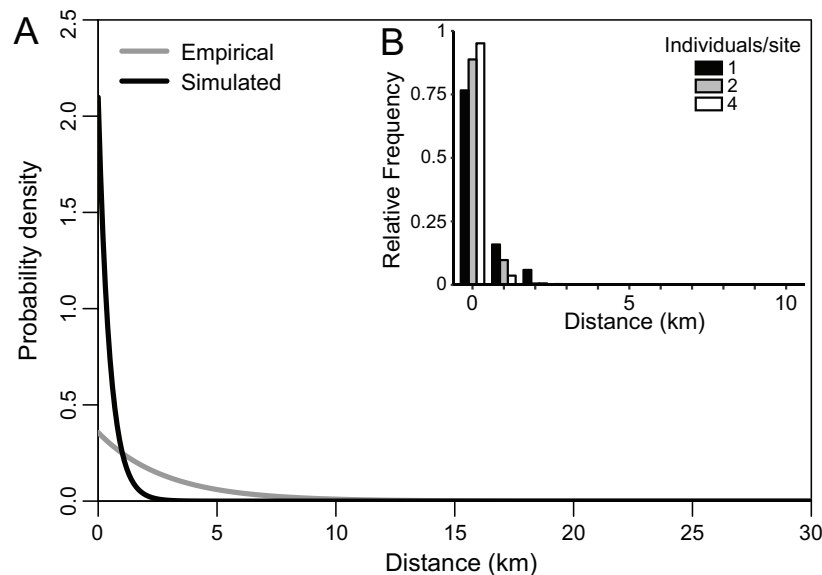 A
Empirical
Simulated
Probability density
2.5
2.0
1.5
1.0
0.5
0.0
0 5 10 15 20 25 30
Distance (km)
B
Individuals/site
1
2
4
Relative Frequency
1
0.75
0.5
0.25
0
0 5 10
Distance (km)